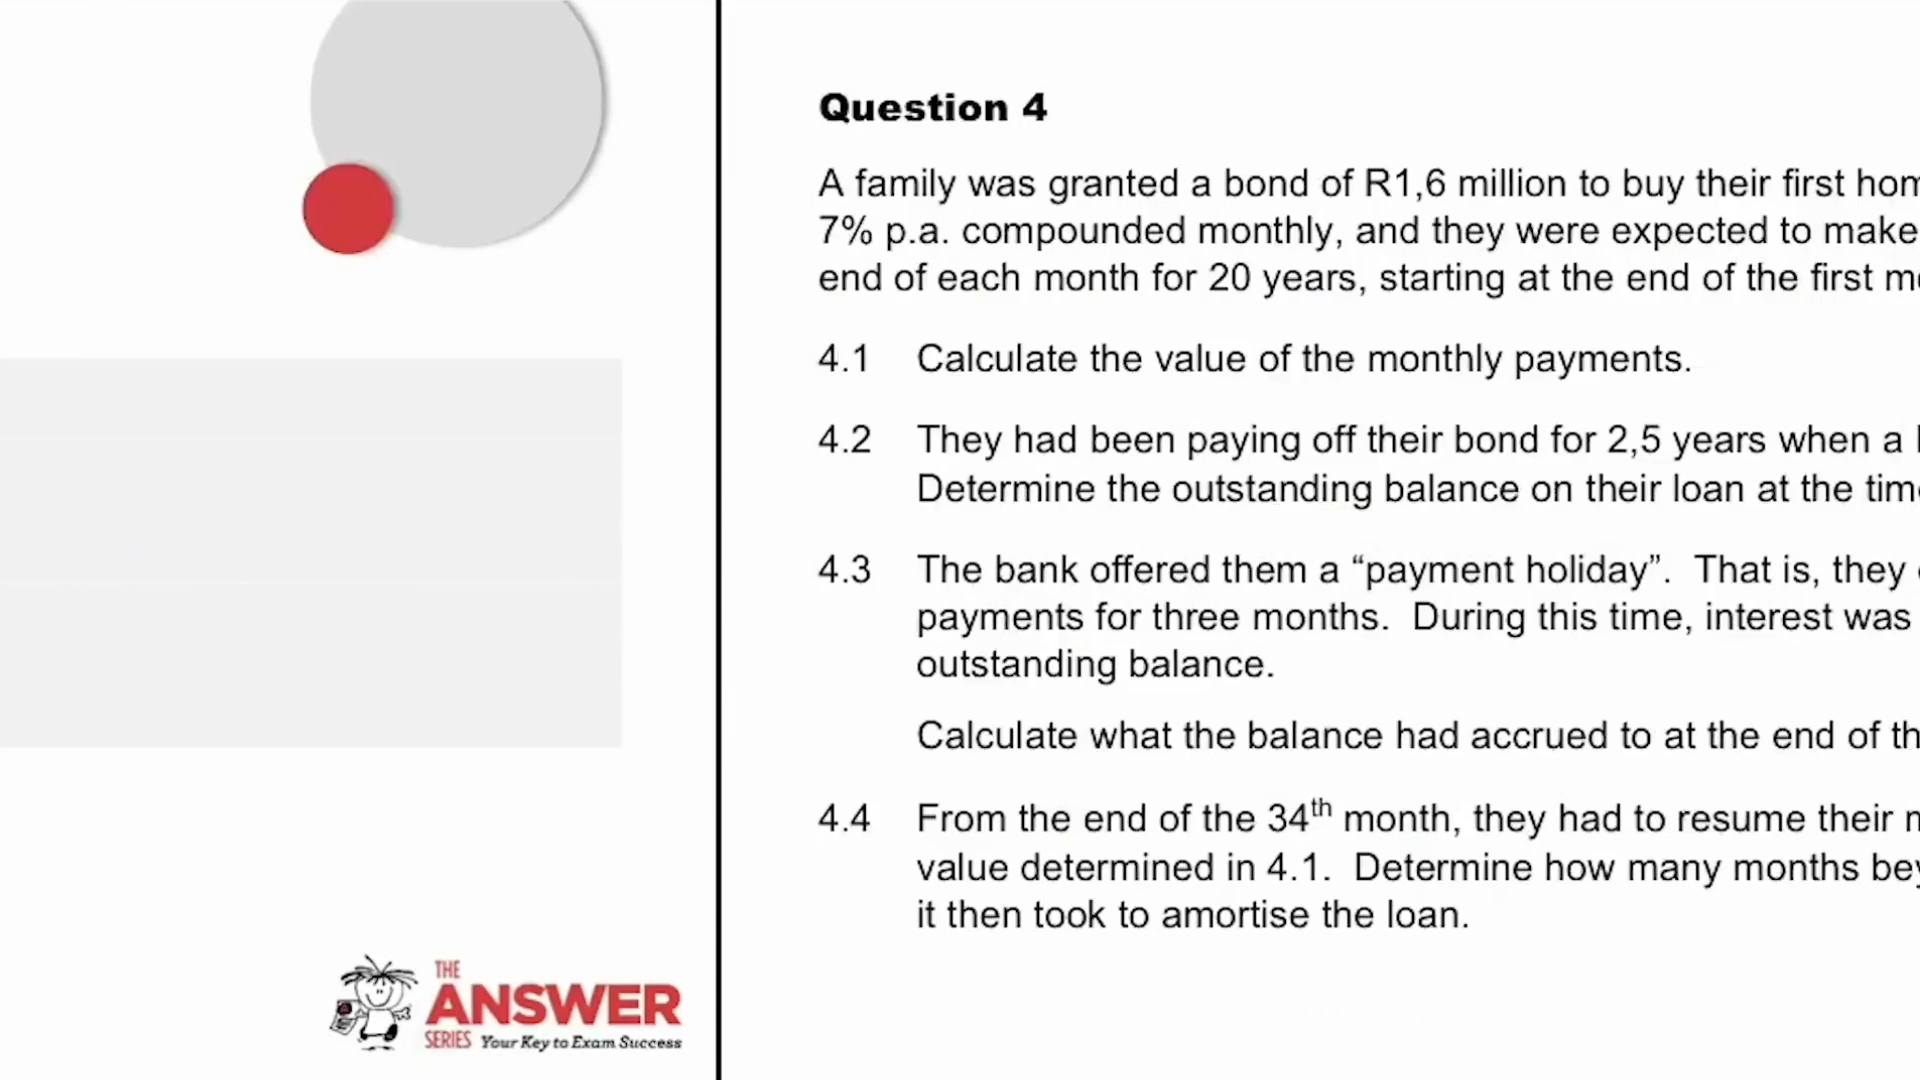 Question 4
A family was granted a bond of R1,6 million to buy their first
7% p.a. compounded monthly, and they were expected to make
end of each month for 20 years, starting at the end of the first
4.1 Calculate the value of the monthly payments.
4.2 They had been paying off their bond for 2,5 years when a
Determine the outstanding balance on their loan at the
4.3 The bank offered them a “payment holiday”. That is, they
payments for three months. During this time, interest was
outstanding balance.
Calculate what the balance had accrued to at the end of
4.4 From the end of the 34th month, they had to resume their
value determined in 4.1. Determine how many months
it then took to amortise the loan.
THE
ANSWER
SERIES Your Key to Exam Success